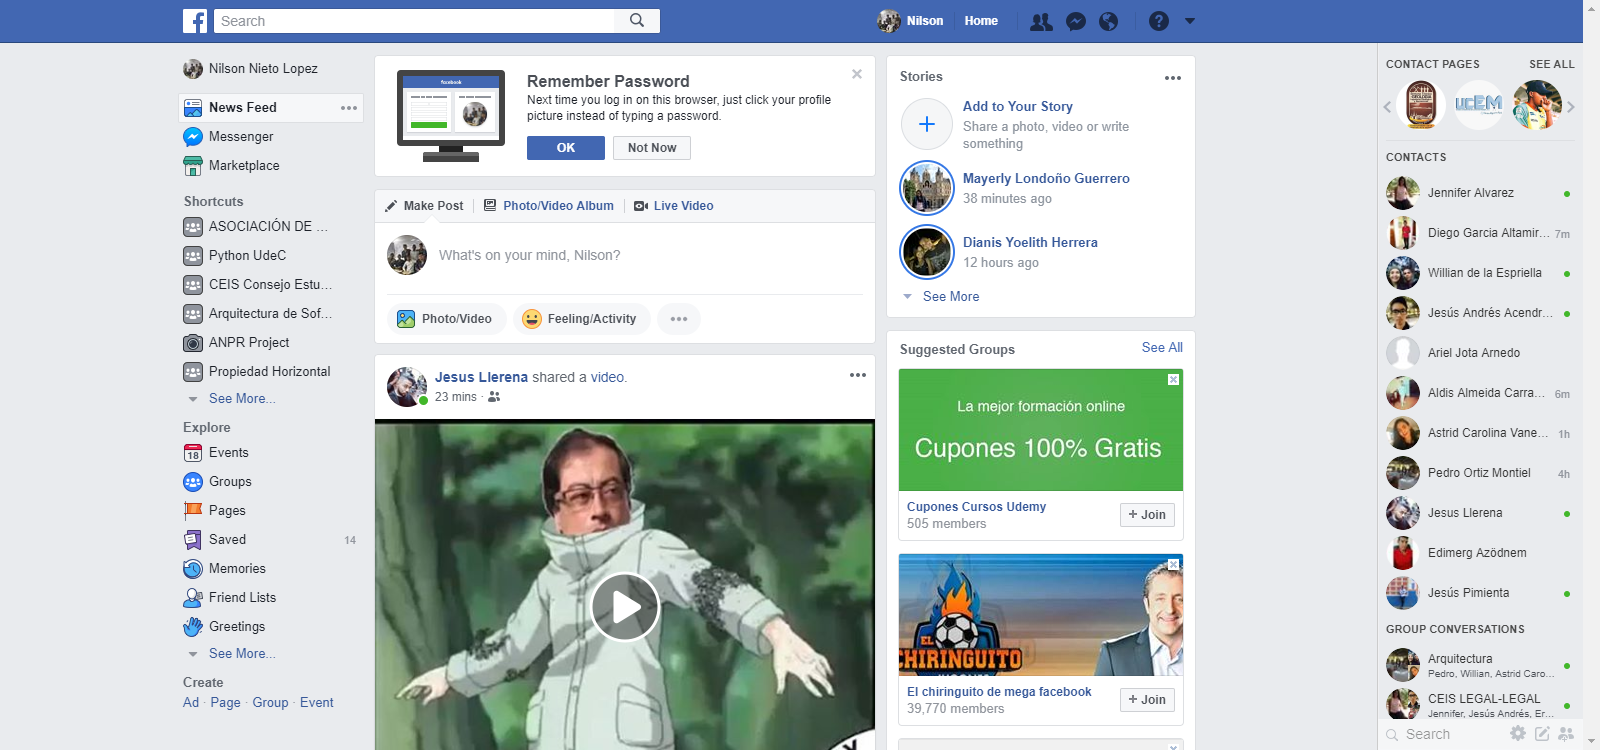 Search
Nilson
Home
Nilson Nieto Lopez
News Feed
Messenger
Marketplace
Shortcuts
ASOCIACIÓN DE ...
Python UdeC
CEIS Consejo Estu...
Arquitectura de Sof...
ANPR Project
Propiedad Horizontal
See More...
Explore
18
Events
Groups
Pages
Saved 14
Memories
Friend Lists
Greetings
See More...
Create
Ad · Page · Group · Event
facebook
Remember Password
Next time you log in on this browser, just click your profile
picture instead of typing a password.
OK
Not Now
Make Post
Photo/Video Album
Live Video
What's on your mind, Nilson?
Photo/Video
Feeling/Activity
Jesus Llerena shared a video.
23 mins ·
Stories
Add to Your Story
Share a photo, video or write
something
Mayerly Londoño Guerrero
38 minutes ago
Dianis Yoelith Herrera
12 hours ago
See More
Suggested Groups
See All
La mejor formación online
Cupones 100% Gratis
Cupones Cursos Udemy
505 members
+ Join
EL
CHIRINGUITO
El chiringuito de mega facebook
39,770 members
+ Join
CONTACT PAGES
SEE ALL
UCEM
CONTACTS
Jennifer Alvarez
Diego Garcia Altamir... 7m
Willian de la Espriella
Jesús Andrés Acendr...
Ariel Jota Arnedo
Aldis Almeida Carra... 6m
Astrid Carolina Vane... 1h
Pedro Ortiz Montiel 4h
Jesus Llerena
Edimerg Azödnem
Jesús Pimienta
GROUP CONVERSATIONS
Arquitectura
Pedro, Willian, Astrid Caro...
CEIS LEGAL-LEGAL
Jennifer, Jesús Andrés, Er...
Search